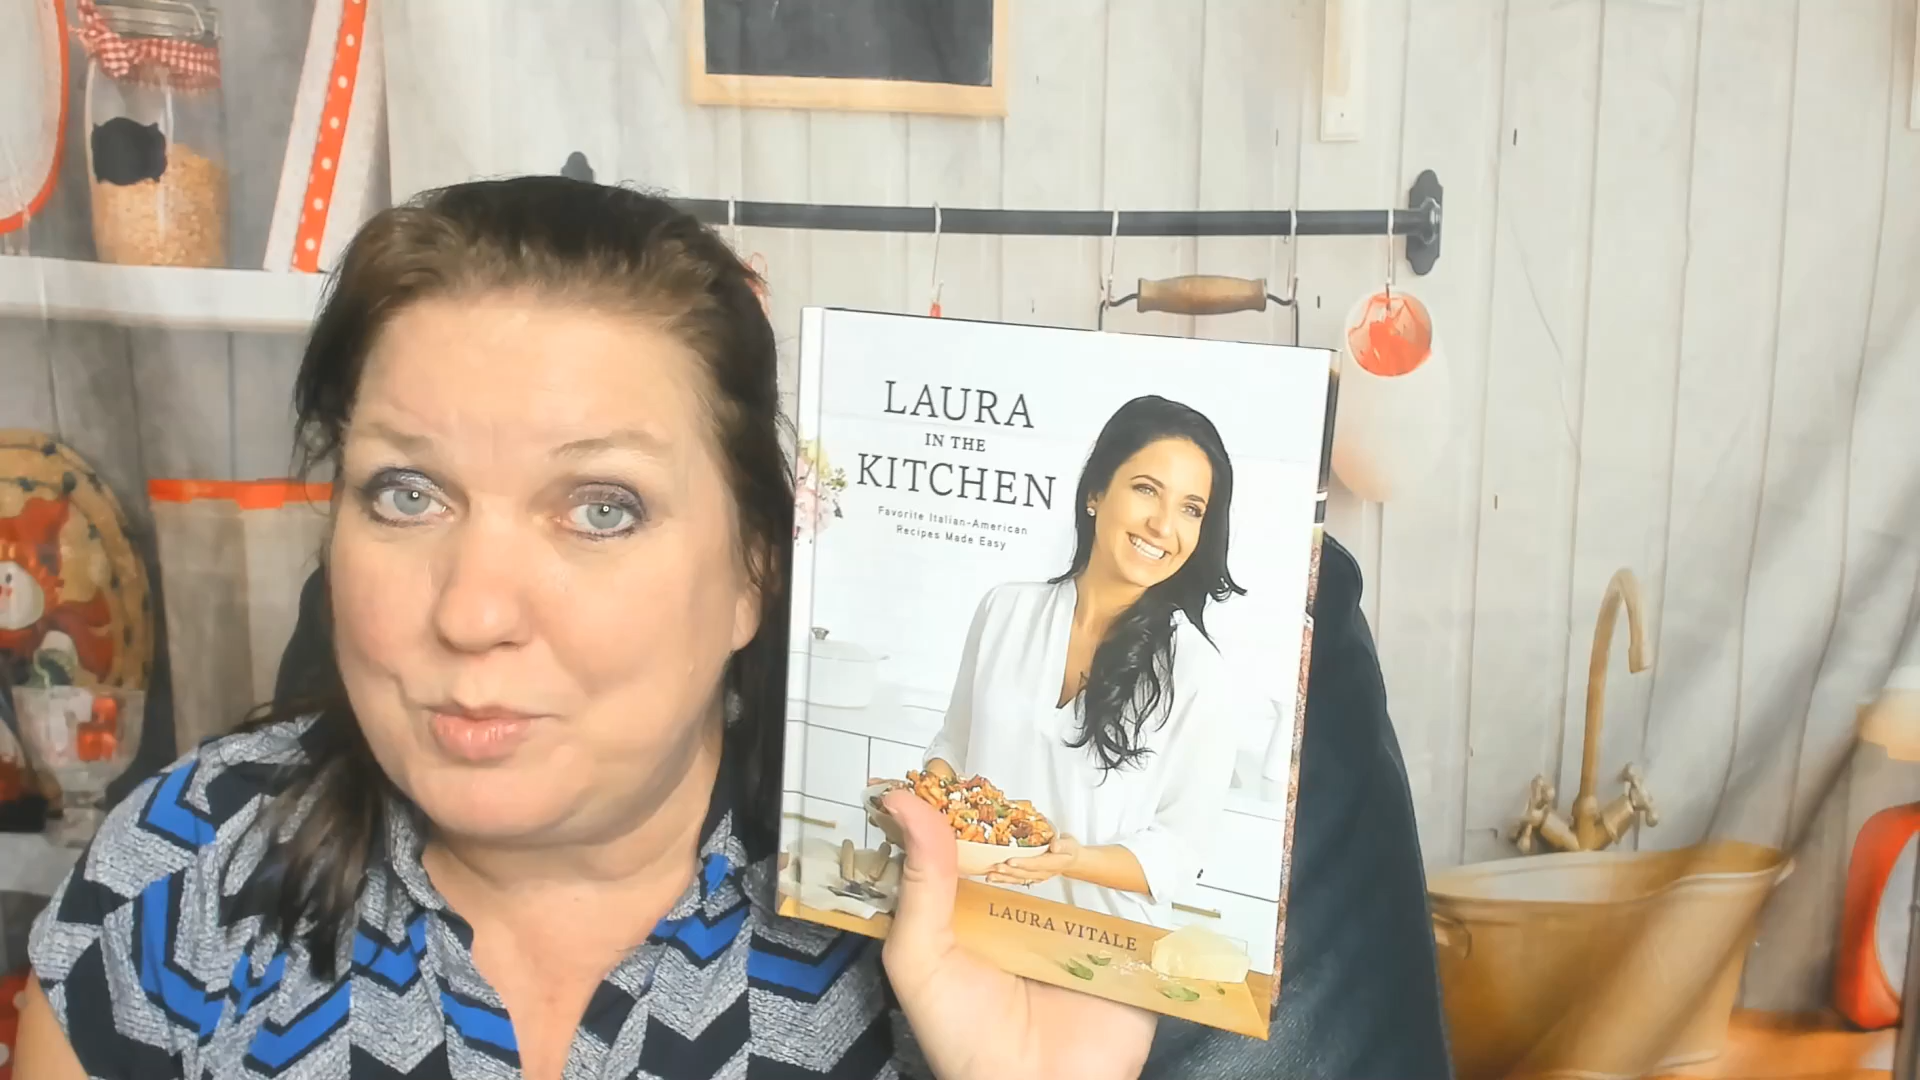 LAURA
IN THE
KITCHEN
Favorite Italian-American
Recipes Made Easy
LAURA VITALE